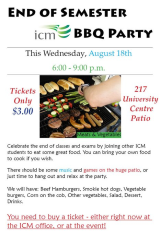 END OF SEMESTER
icm BBQ PARTY
This Wednesday, August 18th
6:00 -9:00 p.m.
Tickets
Only
$3.00
Meals & Vegetables
217
University
Centre
Patio
Celebrate the end of classes and exams by joining other ICM
students to eat some great food. You can bring your own food
to cook if you wish.
There should be some music and games on the huge patio, or
just time to hang out and relax at the party.
We will have: Beef Hamburgers, Smokie hot dogs, Vegetable
burgers, Corn on the cob, Other vegetables, Salad, Dessert,
Drinks.
You need to buy a ticket - either right now at
the ICM office, or at the event!